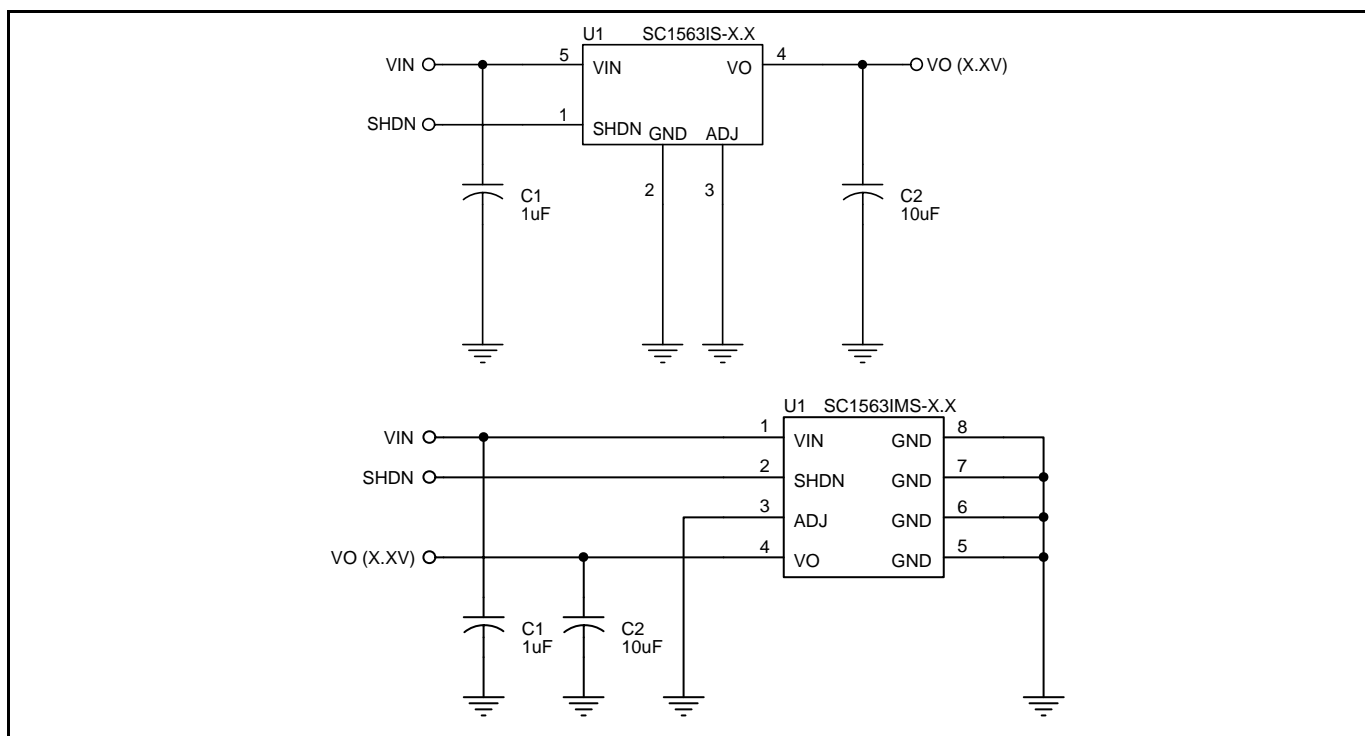 U1 SC1563IS-X.X
VIN 5 VIN VO 4 VO (X.XV)
SHDN 1 SHDN GND ADJ
2 3
C1
1uF
C2
10uF
U1 SC1563IMS-X.X
VIN 1 VIN GND 8
SHDN 2 SHDN GND 7
3 ADJ GND 6
VO (X.XV) 4 VO GND 5
C1
1uF
C2
10uF